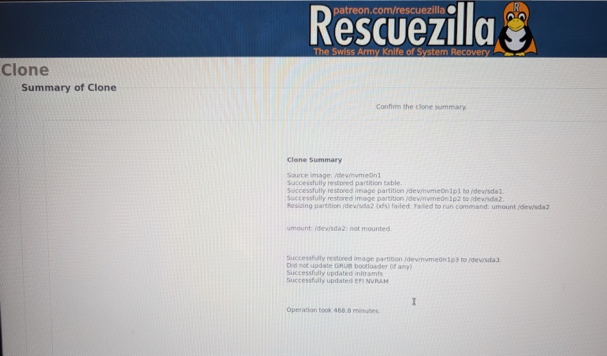 patreon.com/rescuezilla
Rescuezilla
The Swiss Army Knife of System Recovery
Clone
Summary of Clone
Confirm the clone summary.
Clone Summary
Source image: /dev/nvme0n1
Successfully restored partition table.
Successfully restored image partition /dev/nvme0n1p1 to /dev/sda1.
Successfully restored image partition /dev/nvme0n1p2 to /dev/sda2.
Resizing partition /dev/sda2 (xfs) failed: Failed to run command: umount /dev/sda2
umount: /dev/sda2: not mounted.
Successfully restored image partition /dev/nvme0n1p3 to /dev/sda3.
Did not update GRUB bootloader (if any)
Successfully updated initramfs
Successfully updated EFI NVRAM
Operation took 466.8 minutes.